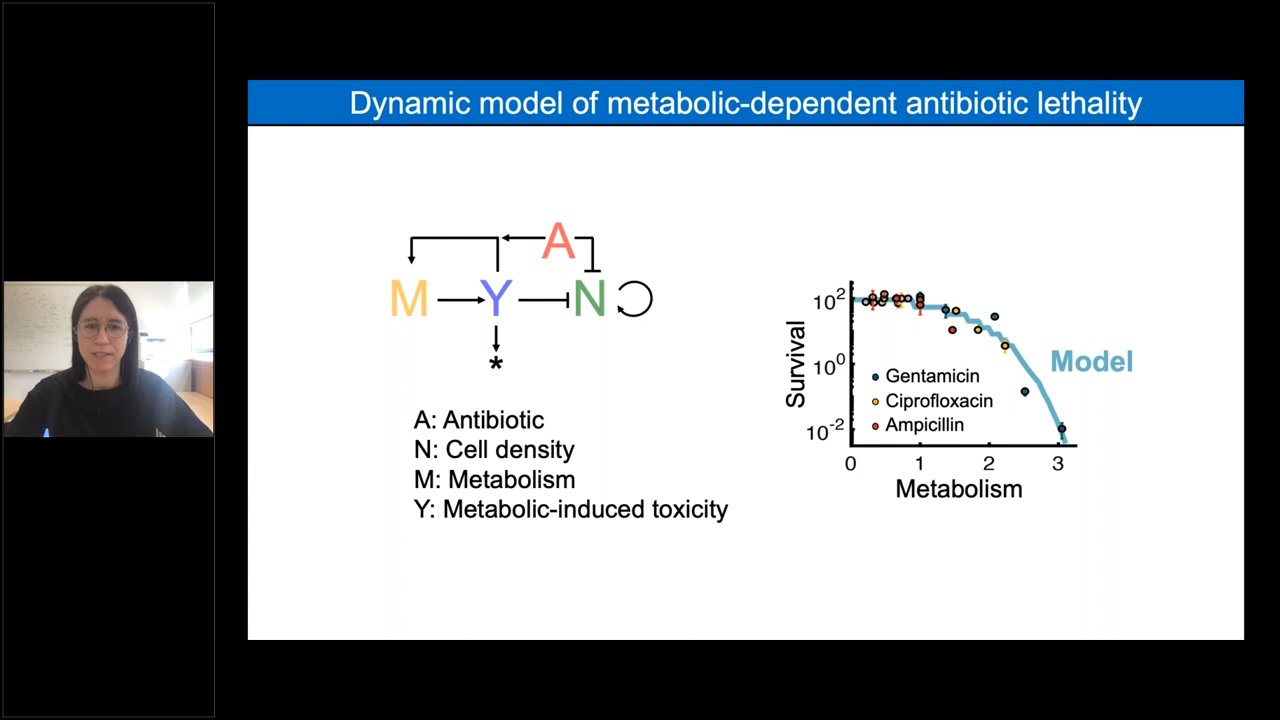 Dynamic model of metabolic-dependent antibiotic lethality
A
M Y N
*
A: Antibiotic
N: Cell density
M: Metabolism
Y: Metabolic-induced toxicity
Survival
10²
10⁰
10⁻²
Gentamicin
Ciprofloxacin
Ampicillin
Model
0 1 2 3
Metabolism